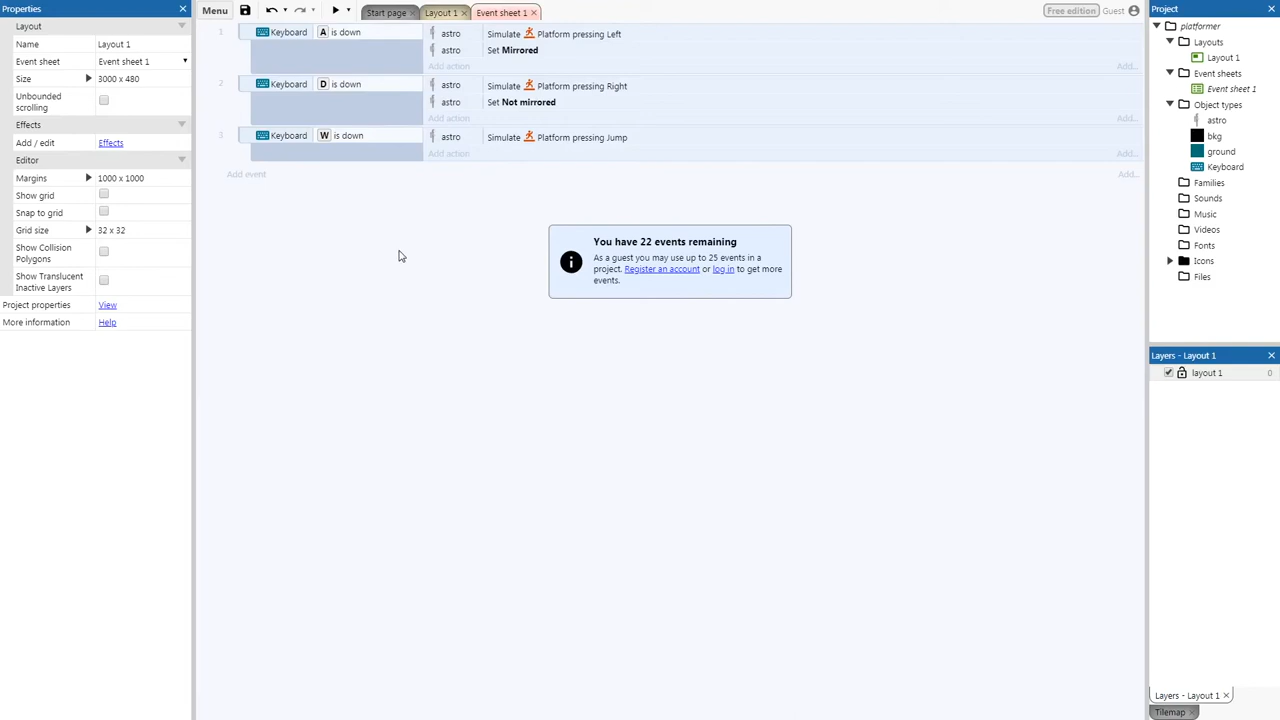 Properties
Layout
Name Layout 1
Event sheet Event sheet 1
Size 3000 x 480
Unbounded
scrolling
Effects
Add / edit Effects
Editor
Margins 1000 x 1000
Show grid
Snap to grid
Grid size 32 x 32
Show Collision
Polygons
Show Translucent
Inactive Layers
Project properties View
More information Help
Menu
Start page
Layout 1
Event sheet 1
Free edition Guest
1 Keyboard A is down astro Simulate Platform pressing Left
astro Set Mirrored
Add action Add...
2 Keyboard D is down astro Simulate Platform pressing Right
astro Set Not mirrored
Add action Add...
3 Keyboard W is down astro Simulate Platform pressing Jump
Add action Add...
Add event Add...
You have 22 events remaining
As a guest you may use up to 25 events in a
project. Register an account or log in to get more
events.
Project
platformer
Layouts
Layout 1
Event sheets
Event sheet 1
Object types
astro
bkg
ground
Keyboard
Families
Sounds
Music
Videos
Fonts
Icons
Files
Layers - Layout 1
layout 1 0
Layers - Layout 1
Tilemap